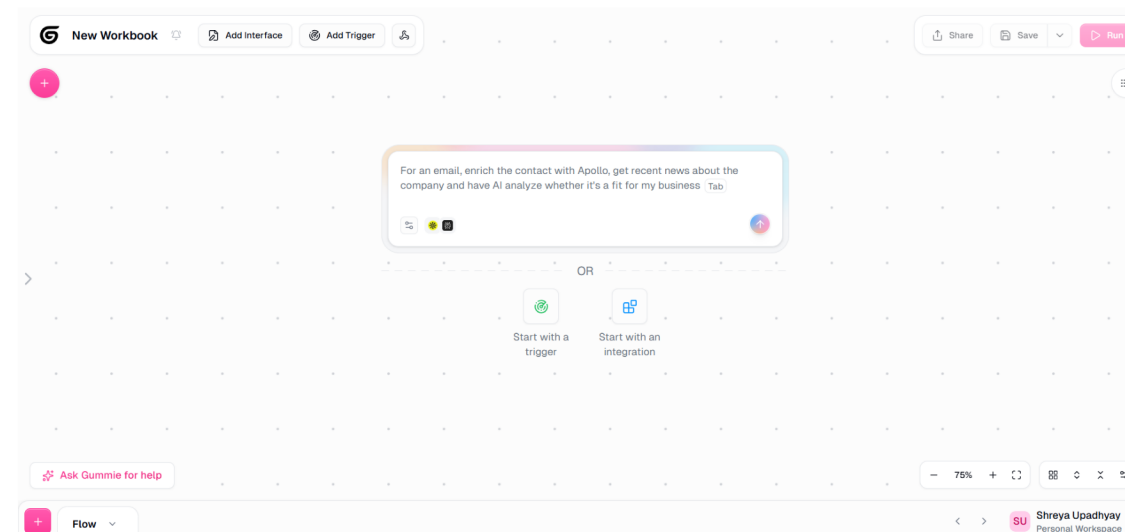 New Workbook
Add Interface
Add Trigger
Share
Save
Run
For an email, enrich the contact with Apollo, get recent news about the
company and have AI analyze whether it's a fit for my business Tab
OR
Start with a
trigger
Start with an
integration
Ask Gummie for help
75%
Flow
SU
Shreya Upadhyay
Personal Workspace